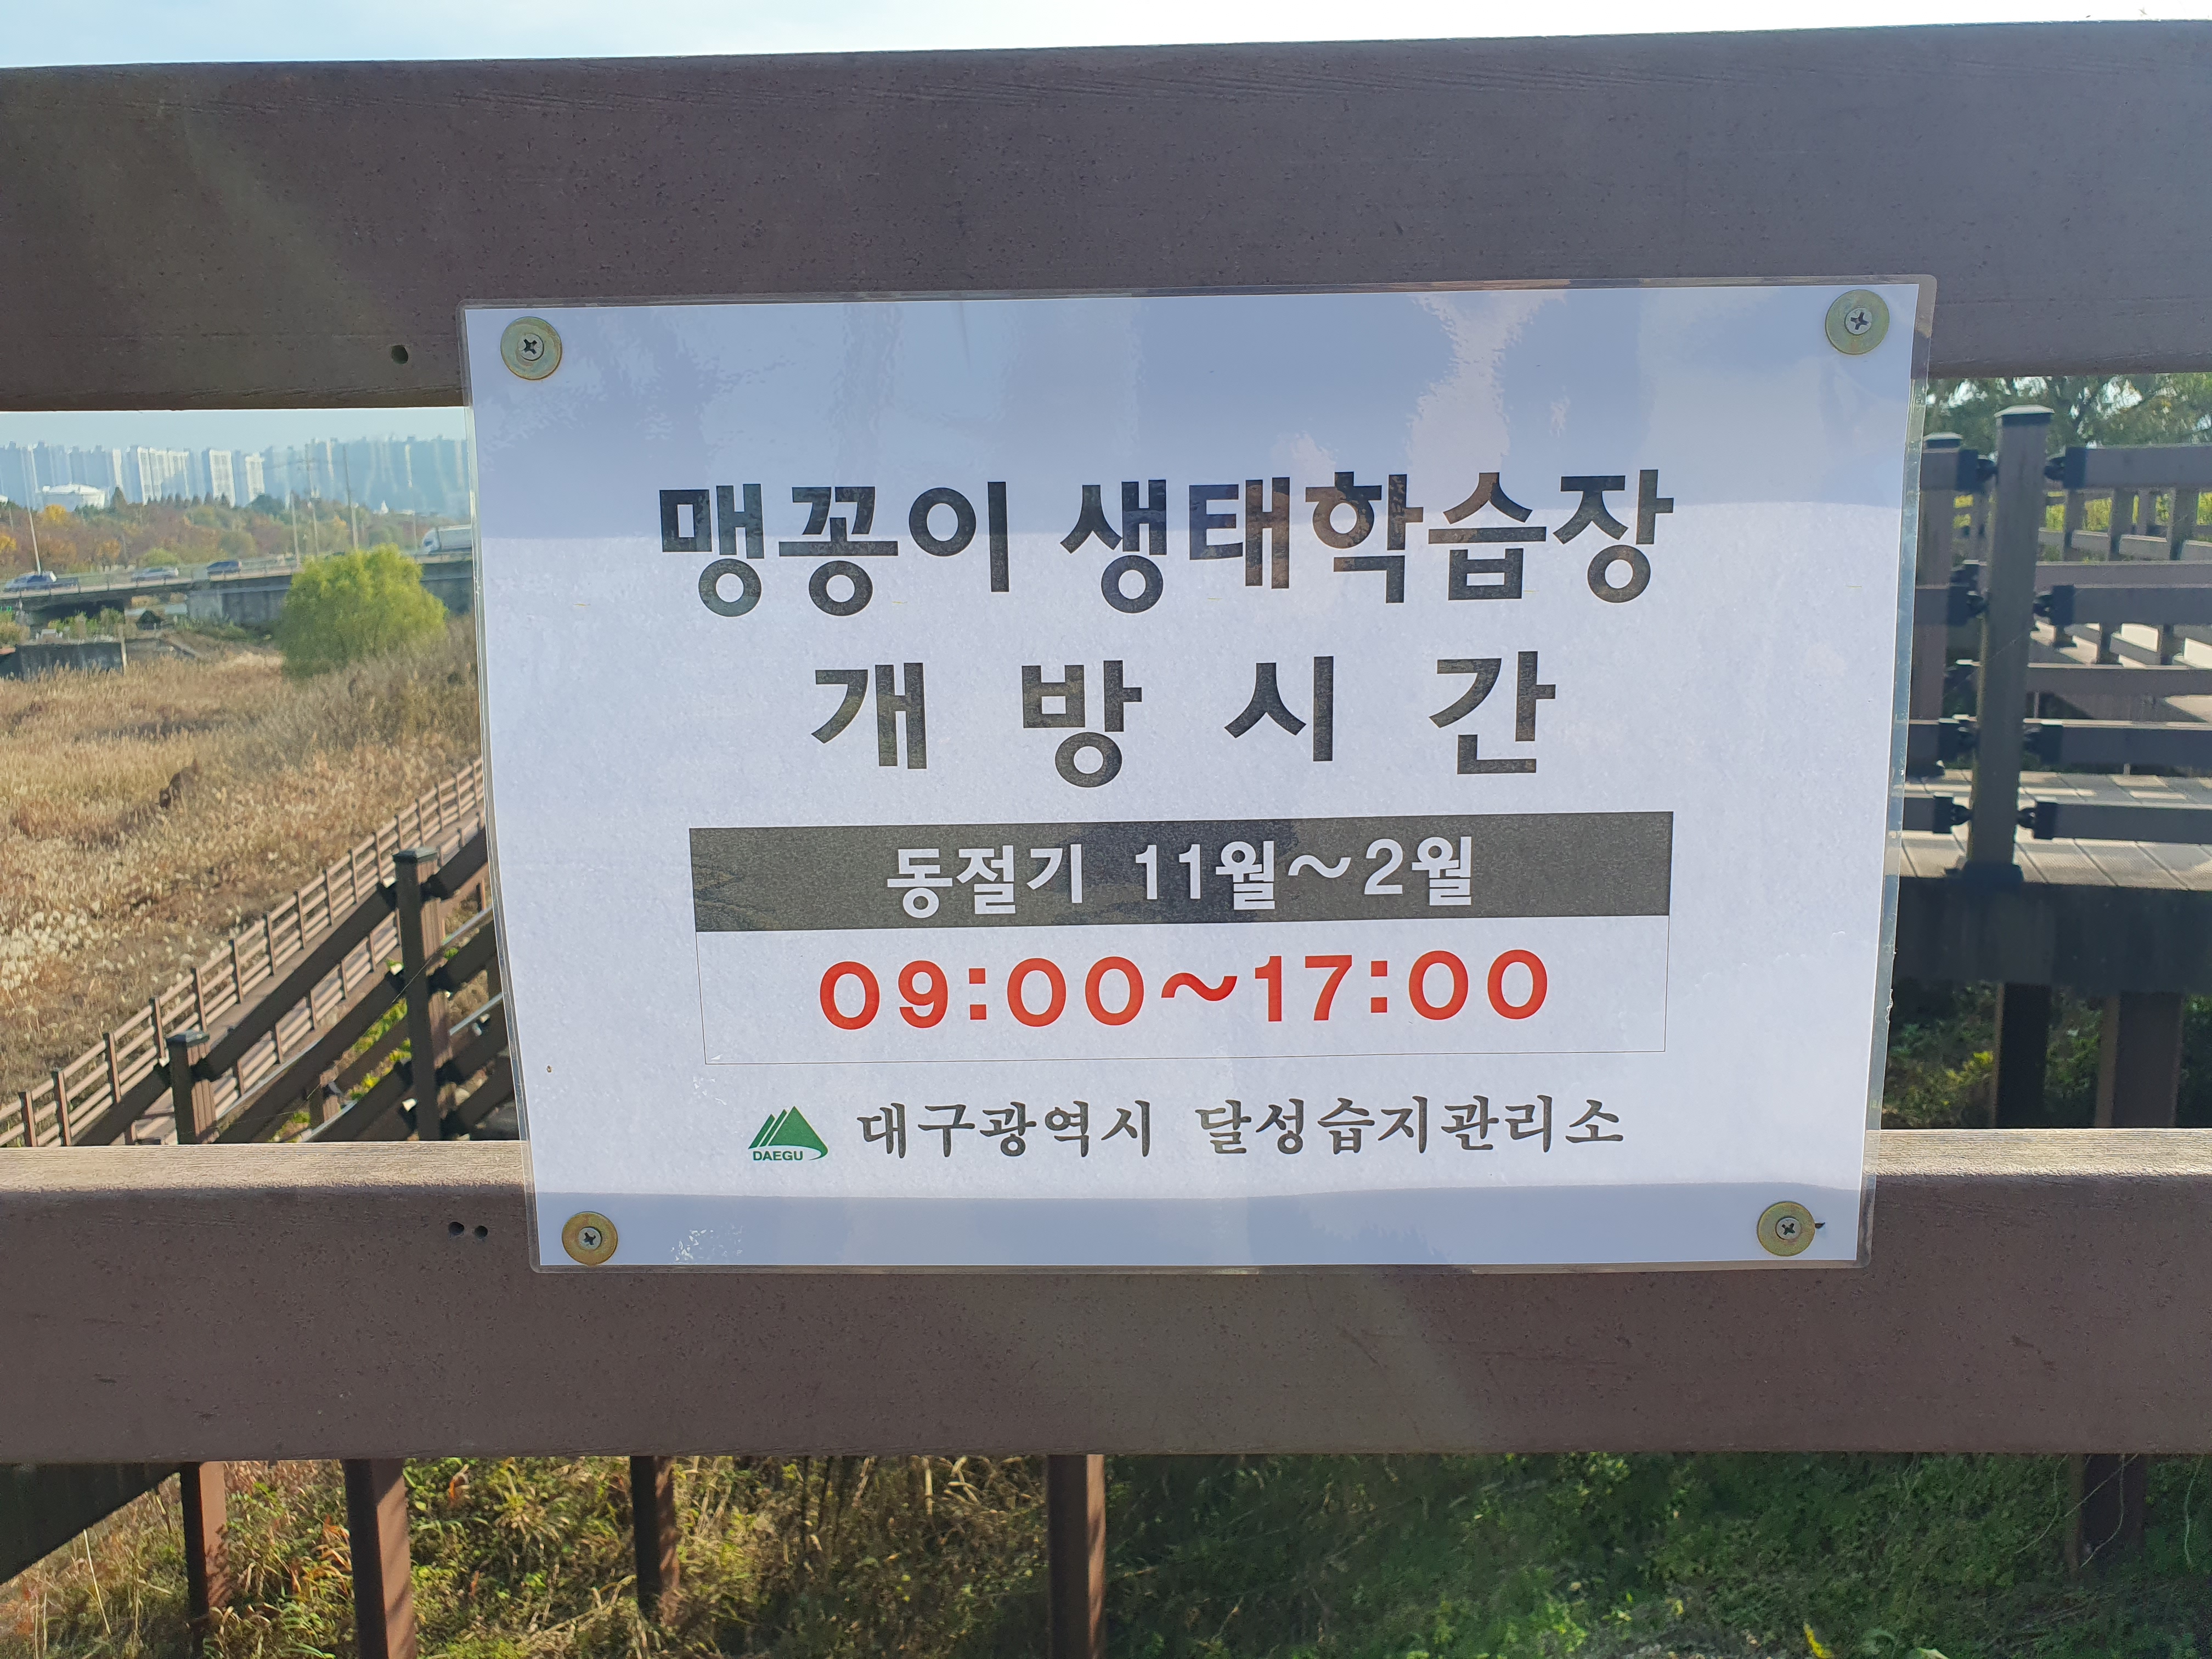 맹꽁이 생태학습장
개방시간
동절기 11월~2월
09:00~17:00
DAEGU 대구광역시 달성습지관리소